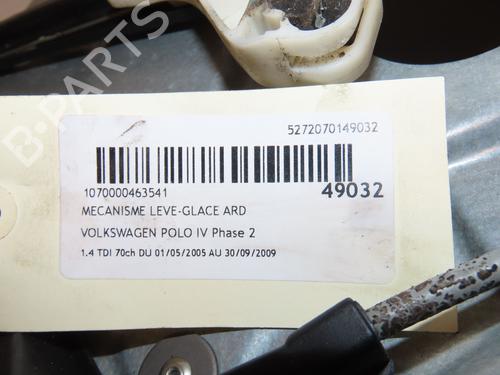 5272070149032
1070000463541
49032
MECANISME LEVE-GLACE ARD
VOLKSWAGEN POLO IV Phase 2
1.4 TDI 70ch DU 01/05/2005 AU 30/09/2009
B-PARTS